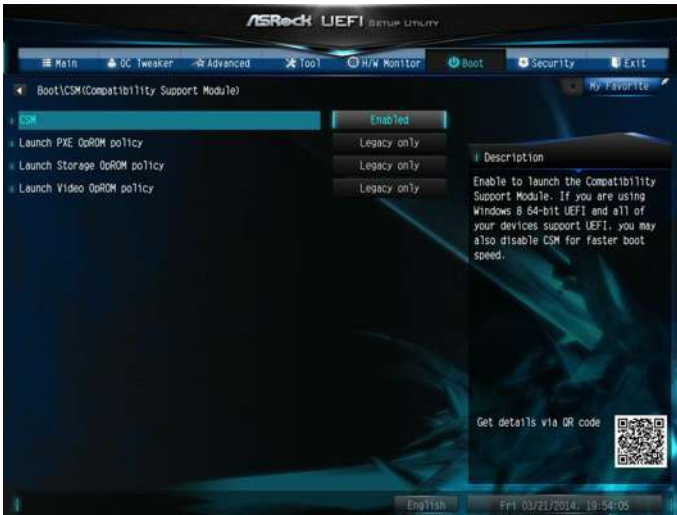 ASRock UEFI SETUP UTILITY
Main OC Tweaker Advanced Tool H/W Monitor Boot Security Exit
My Favorite
Boot\CSM(Compatibility Support Module)
CSM Enabled
Launch PXE OpROM policy Legacy only
Launch Storage OpROM policy Legacy only
Launch Video OpROM policy Legacy only
Description
Enable to launch the Compatibility
Support Module. If you are using
Windows 8 64-bit UEFI and all of
your devices support UEFI, you may
also disable CSM for faster boot
speed.
Get details via QR code
English Fri 03/21/2014, 19:54:05